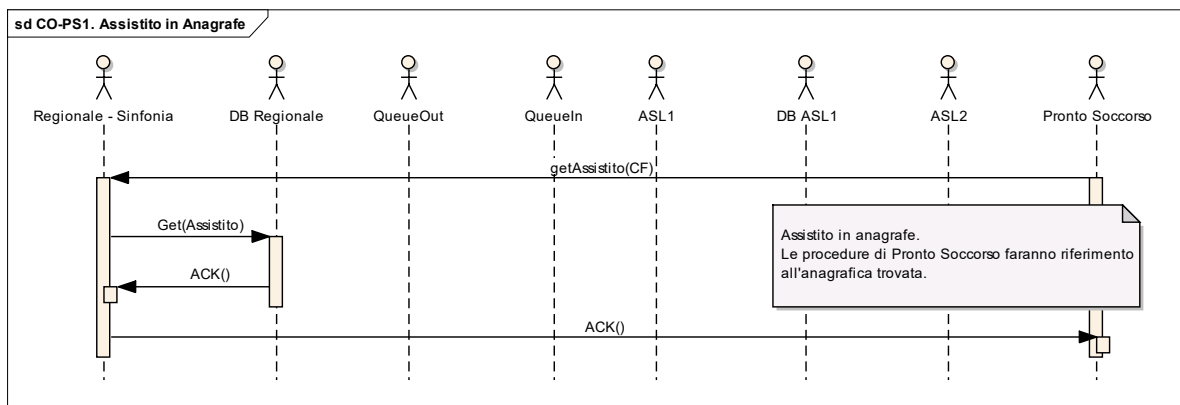 sd CO-PS1. Assistito in Anagrafe
Regionale - Sinfonia
DB Regionale
QueueOut
QueueIn
ASL1
DB ASL1
ASL2
Pronto Soccorso
getAssistito(CF)
Get(Assistito)
Assistito in anagrafe.
Le procedure di Pronto Soccorso faranno riferimento
all'anagrafica trovata.
ACK()
ACK()